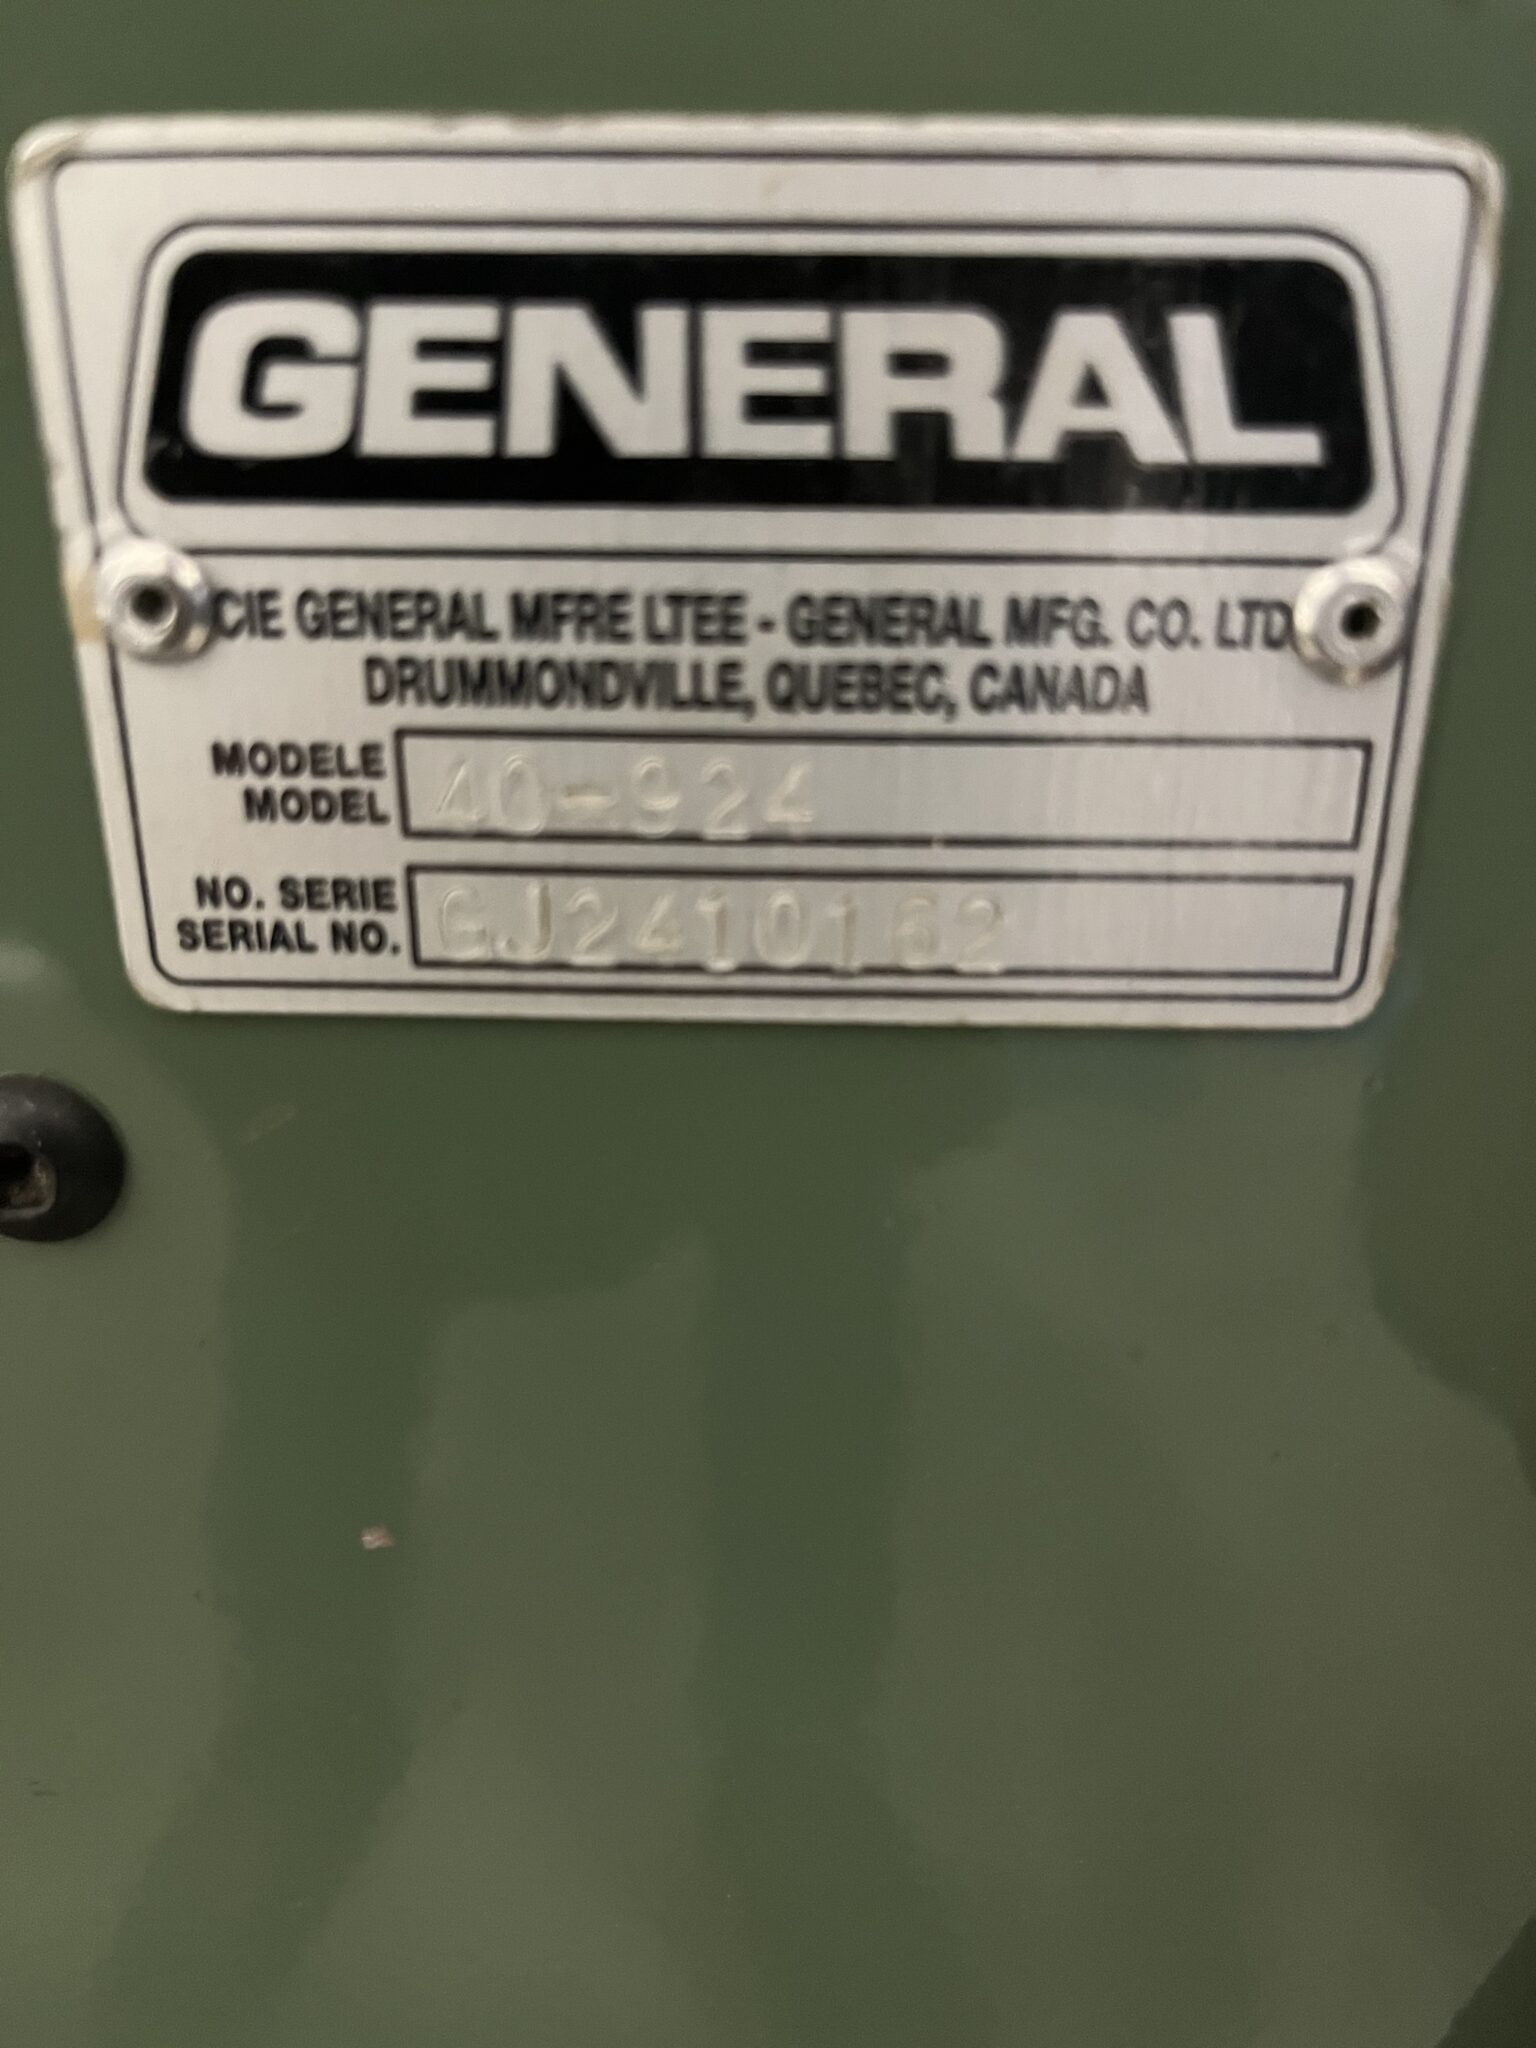 GENERAL
CIE GENERAL MFRE LTEE - GENERAL MFG. CO. LTD
DRUMMONDVILLE, QUEBEC, CANADA
MODELE
MODEL 40-924
NO. SERIE
SERIAL NO. GJ2410162